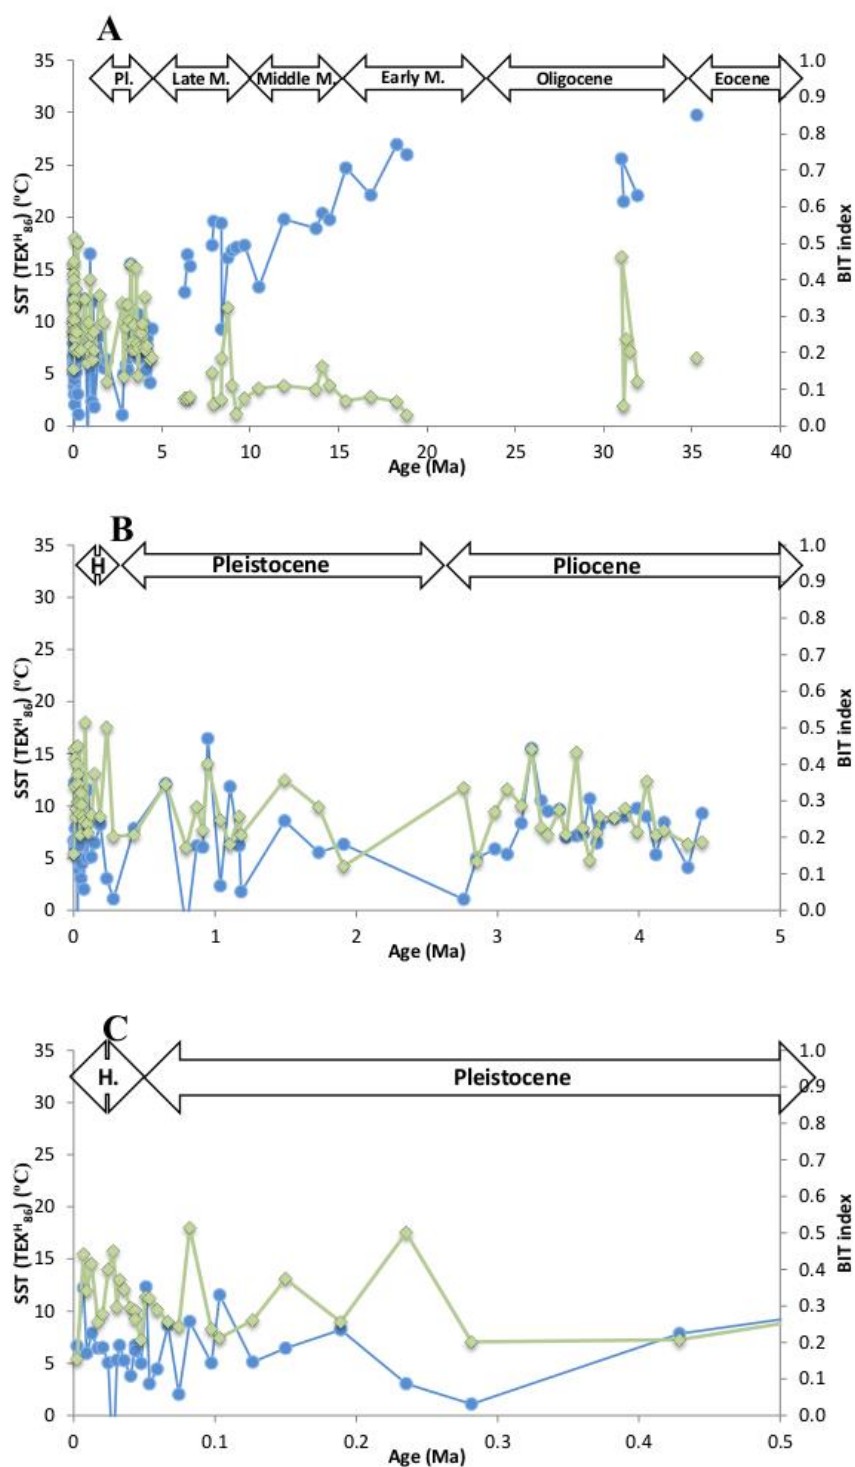 A
Pl. Late M. Middle M. Early M. Oligocene Eocene
35 30 25 20 15 10 5 0
SST (TEX^H_86) (°C)
1.0 0.9 0.8 0.7 0.6 0.5 0.4 0.3 0.2 0.1 0.0
BIT index
0 5 10 15 20 25 30 35 40
Age (Ma)
B
H Pleistocene Pliocene
35 30 25 20 15 10 5 0
SST (TEX^H_86) (°C)
1.0 0.9 0.8 0.7 0.6 0.5 0.4 0.3 0.2 0.1 0.0
BIT index
0 1 2 3 4 5
Age (Ma)
C
H. Pleistocene
35 30 25 20 15 10 5 0
SST (TEX^H_86) (°C)
1.0 0.9 0.8 0.7 0.6 0.5 0.4 0.3 0.2 0.1 0.0
BIT index
0 0.1 0.2 0.3 0.4 0.5
Age (Ma)